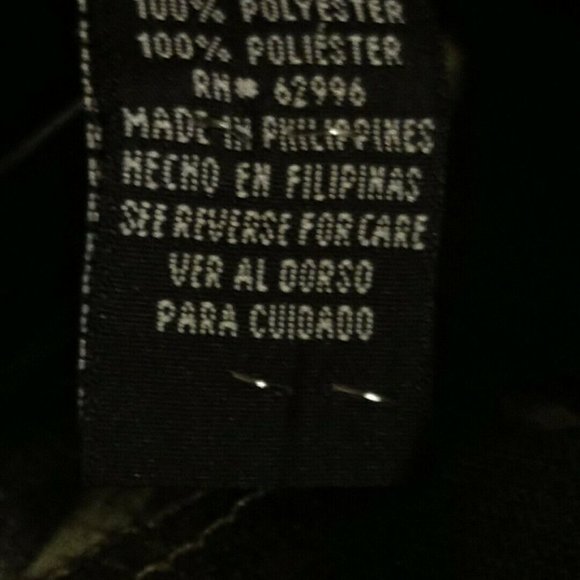 100% POLYESTER
100% POLIÉSTER
RN# 62996
MADE IN PHILIPPINES
HECHO EN FILIPINAS
SEE REVERSE FOR CARE
VER AL DORSO
PARA CUIDADO